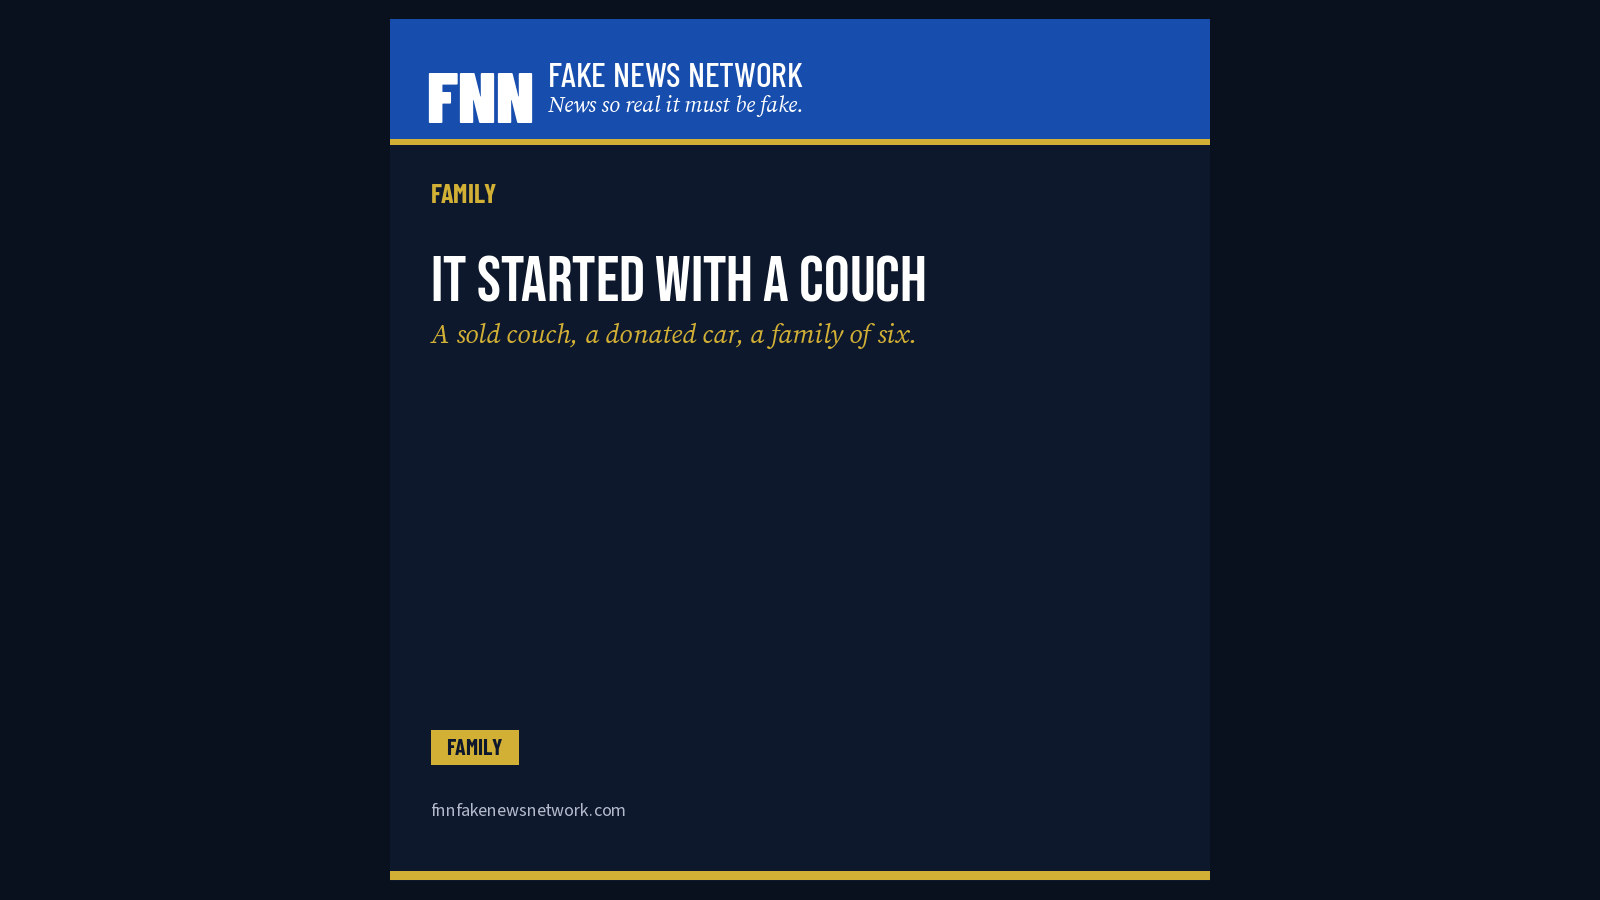 FNN
FAKE NEWS NETWORK
News so real it must be fake.
FAMILY
IT STARTED WITH A COUCH
A sold couch, a donated car, a family of six.
FAMILY
fnnfakenewsnetwork.com